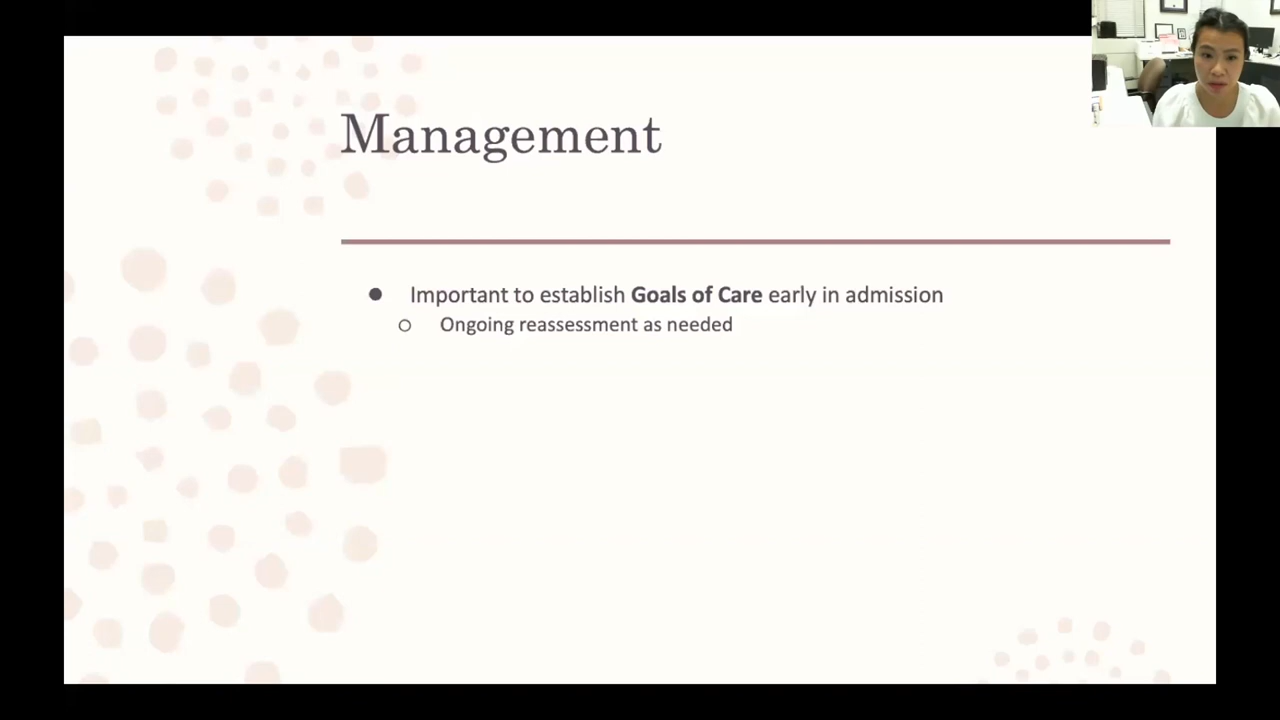 Management
● Important to establish Goals of Care early in admission
○ Ongoing reassessment as needed